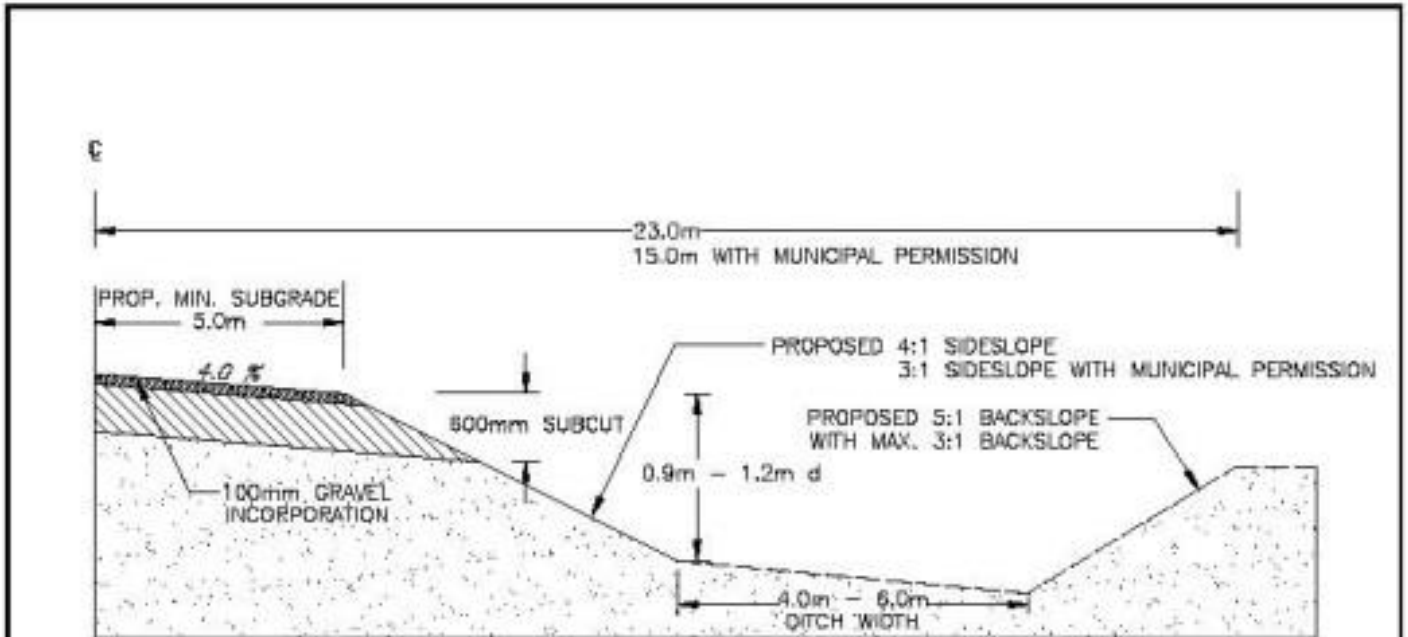 ℄
23.0m
15.0m WITH MUNICIPAL PERMISSION
PROP. MIN. SUBGRADE
5.0m
4.0 %
PROPOSED 4:1 SIDESLOPE
3:1 SIDESLOPE WITH MUNICIPAL PERMISSION
600mm SUBCUT
PROPOSED 5:1 BACKSLOPE
WITH MAX. 3:1 BACKSLOPE
0.9m - 1.2m d
100mm GRAVEL
INCORPORATION
4.0m - 6.0m
DITCH WIDTH